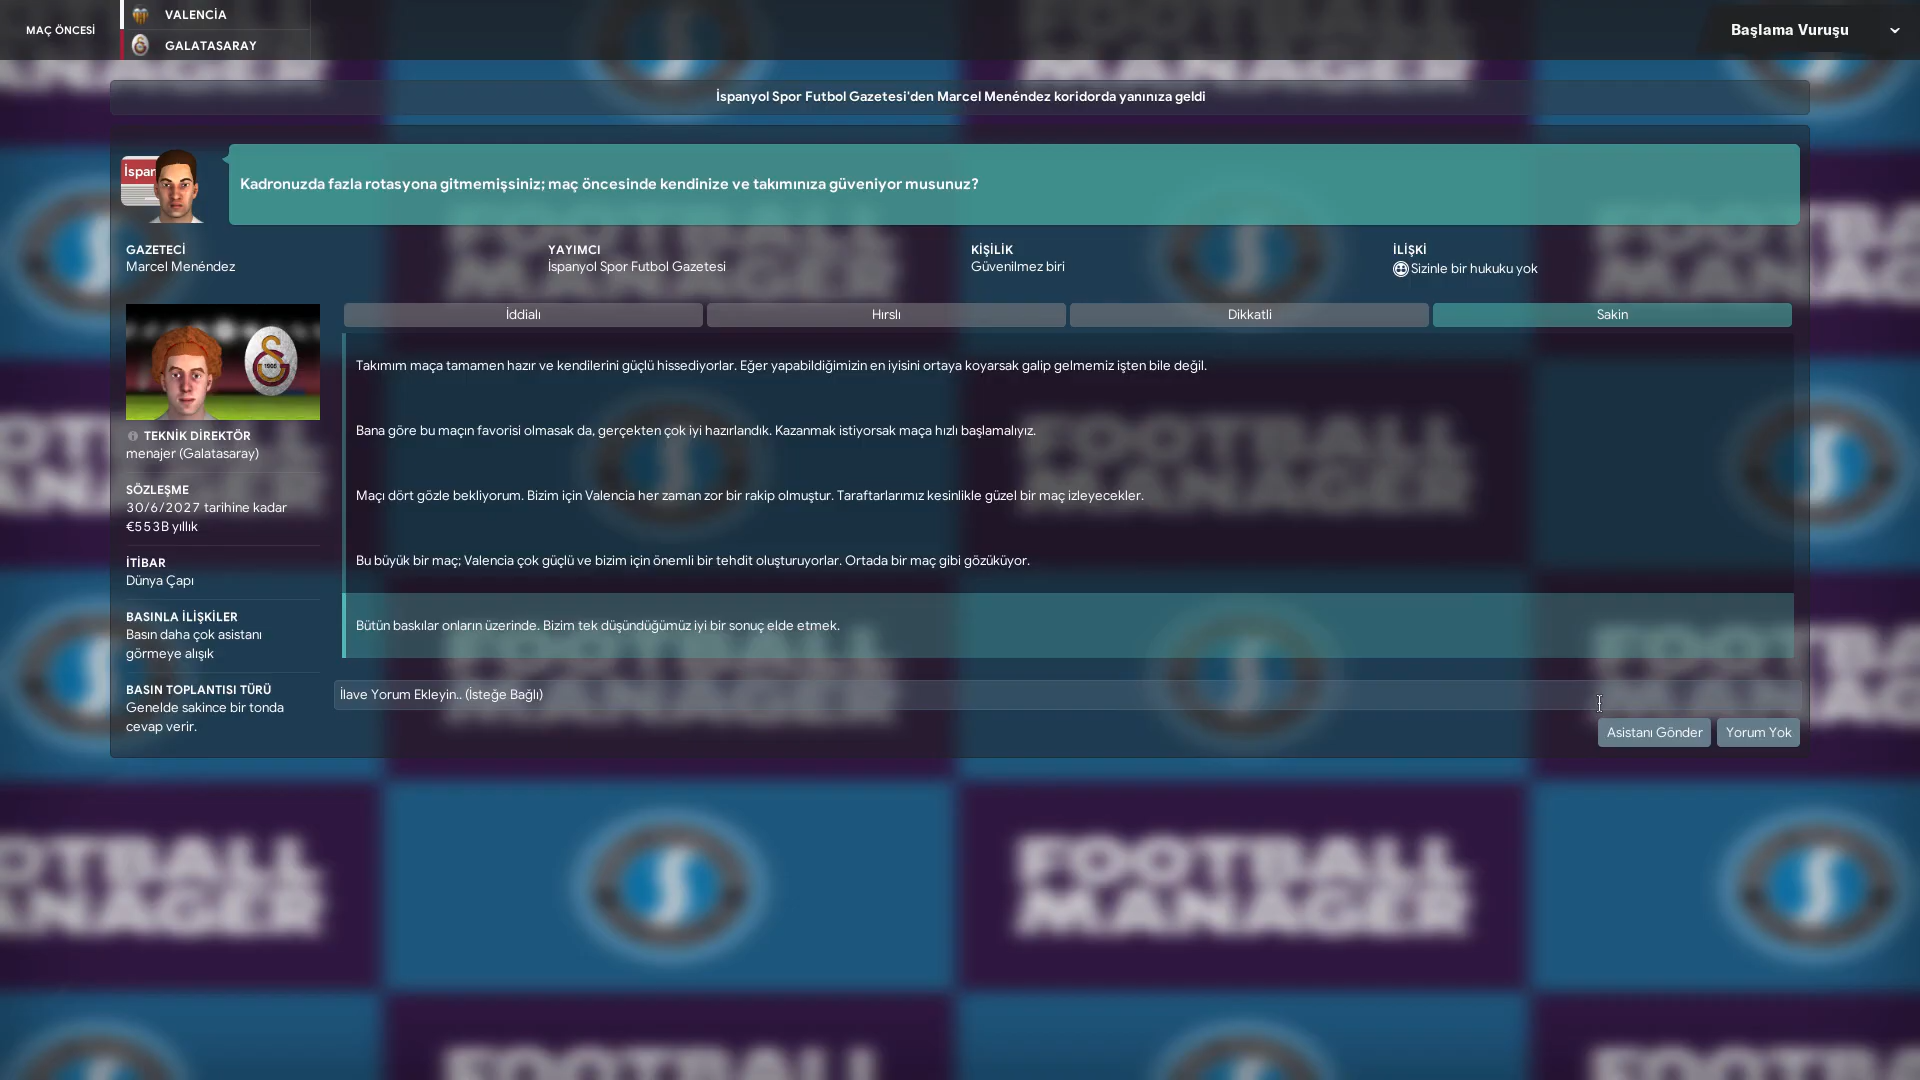 MAÇ ÖNCESİ
VALENCİA
GALATASARAY
Başlama Vuruşu
İspanyol Spor Futbol Gazetesi'den Marcel Menéndez koridorda yanınıza geldi
İspan
Kadronuzda fazla rotasyona gitmemişsiniz; maç öncesinde kendinize ve takımınıza güveniyor musunuz?
GAZETECİ
Marcel Menéndez
YAYIMCI
İspanyol Spor Futbol Gazetesi
KİŞİLİK
Güvenilmez biri
İLİŞKİ
Sizinle bir hukuku yok
İddialı
Hırslı
Dikkatli
Sakin
Takımım maça tamamen hazır ve kendilerini güçlü hissediyorlar. Eğer yapabildiğimizin en iyisini ortaya koyarsak galip gelmemiz işten bile değil.
Bana göre bu maçın favorisi olmasak da, gerçekten çok iyi hazırlandık. Kazanmak istiyorsak maça hızlı başlamalıyız.
Maçı dört gözle bekliyorum. Bizim için Valencia her zaman zor bir rakip olmuştur. Taraftarlarımız kesinlikle güzel bir maç izleyecekler.
Bu büyük bir maç; Valencia çok güçlü ve bizim için önemli bir tehdit oluşturuyorlar. Ortada bir maç gibi gözüküyor.
Bütün baskılar onların üzerinde. Bizim tek düşündüğümüz iyi bir sonuç elde etmek.
TEKNİK DİREKTÖR
menajer (Galatasaray)
SÖZLEŞME
30/6/2027 tarihine kadar
€553B yıllık
İTİBAR
Dünya Çapı
BASINLA İLİŞKİLER
Basın daha çok asistanı
görmeye alışık
BASIN TOPLANTISI TÜRÜ
Genelde sakince bir tonda
cevap verir.
İlave Yorum Ekleyin.. (İsteğe Bağlı)
Asistanı Gönder
Yorum Yok
FOOTBALL
MANAGER